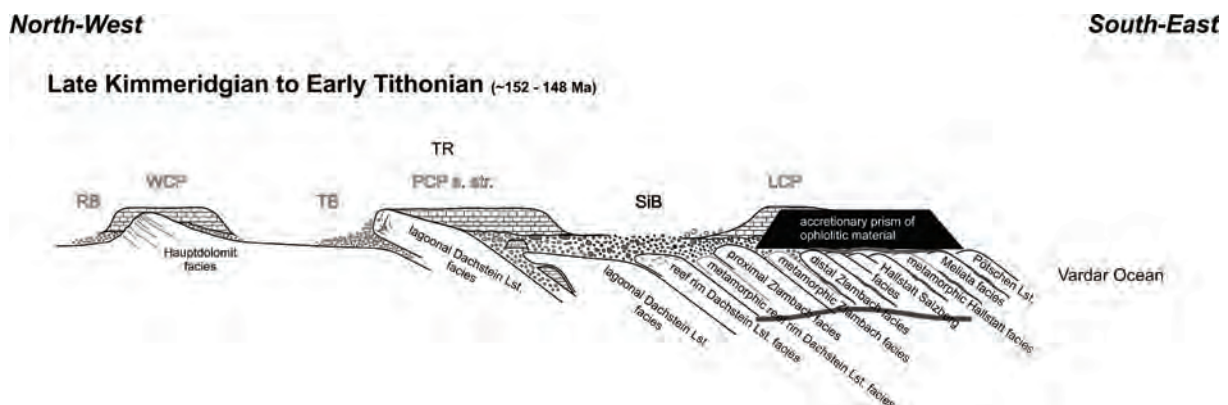 North-West
South-East
Late Kimmeridgian to Early Tithonian (~152 - 148 Ma)
TR
WCP
PCP s. str.
LCP
RB
TB
SiB
accretionary prism of
ophiolitic material
Hauptdolomit
facies
lagoonal Dachstein Lst.
facies
lagoonal Dachstein Lst.
facies
reef rim Dachstein Lst. facies
metamorphic reef rim Dachstein Lst. facies
proximal Zlambach facies
metamorphic Zlambach facies
distal Zlambach facies
Hallstatt Salzberg
facies
metamorphic Hallstatt facies
Meliata facies
Pötschen Lst.
Vardar Ocean